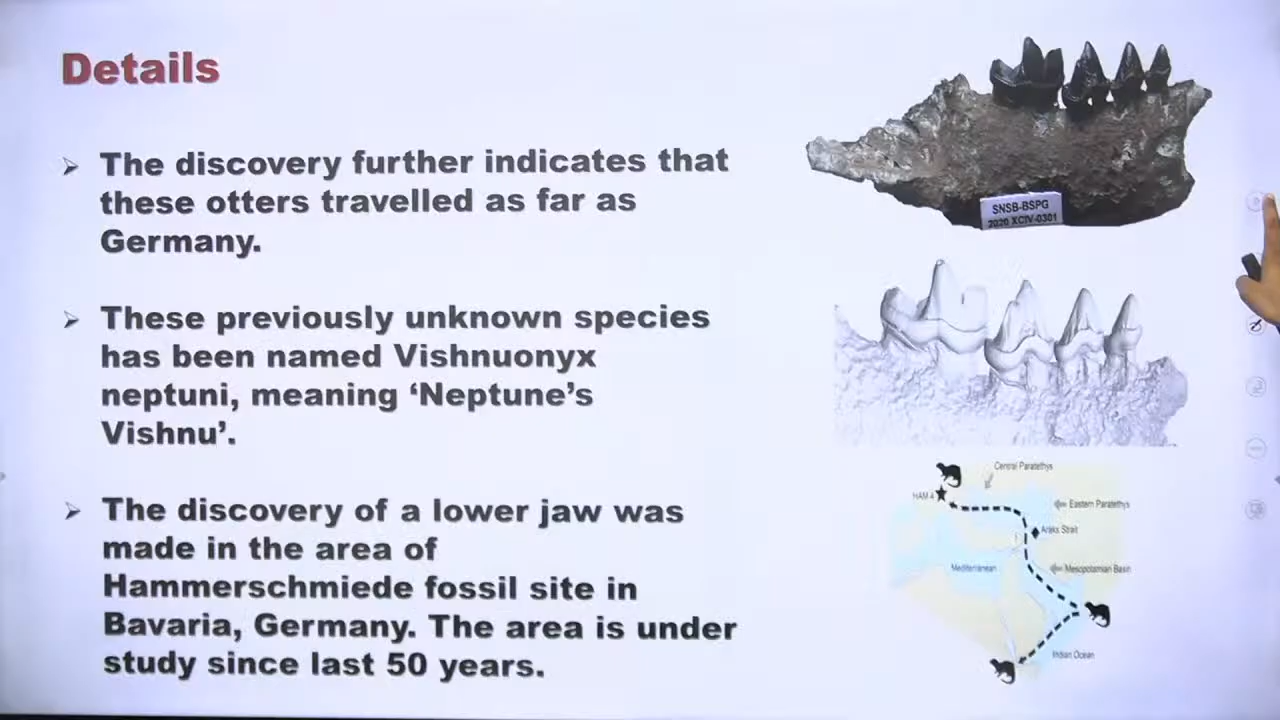 Details
The discovery further indicates that
these otters travelled as far as
Germany.
These previously unknown species
has been named Vishnuonyx
neptuni, meaning ‘Neptune’s
Vishnu’.
The discovery of a lower jaw was
made in the area of
Hammerschmiede fossil site in
Bavaria, Germany. The area is under
study since last 50 years.
SNSB-BSPG
2020 XCIV-0301
Central Paratethys
HAM 4
Eastern Paratethys
Araks Strait
Mediterranean
Mesopotamian Basin
Indian Ocean